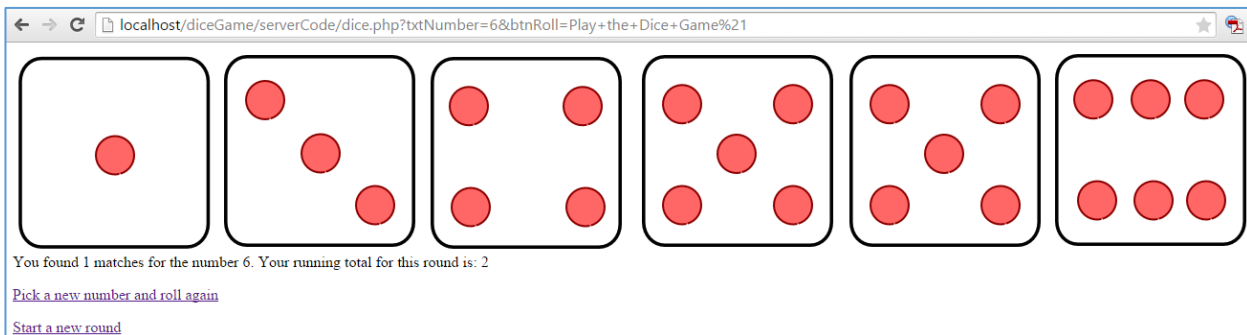 localhost/diceGame/serverCode/dice.php?txtNumber=6&btnRoll=Play+the+Dice+Game%21
You found 1 matches for the number 6. Your running total for this round is: 2
Pick a new number and roll again
Start a new round